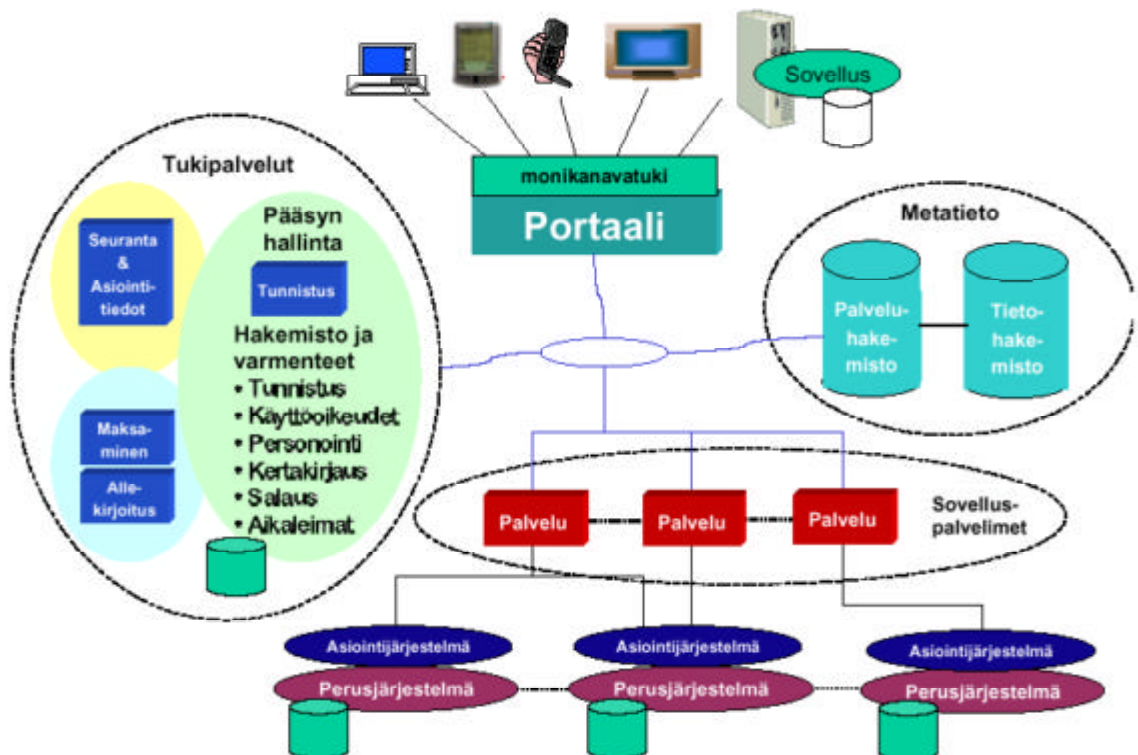 Sovellus
monikanavatuki
Portaali
Tukipalvelut
Seuranta
&
Asiointi-
tiedot
Pääsyn
hallinta
Tunnistus
Hakemisto ja
varmenteet
• Tunnistus
• Käyttöoikeudet
• Personointi
• Kertakirjaus
• Salaus
• Aikaleimat
Maksa-
minen
Alle-
kirjoitus
Metatieto
Palvelu-
hake-
misto
Tieto-
hake-
misto
Palvelu
Palvelu
Palvelu
Sovellus-
palvelimet
Asiointijärjestelmä
Asiointijärjestelmä
Asiointijärjestelmä
Perusjärjestelmä
Perusjärjestelmä
Perusjärjestelmä